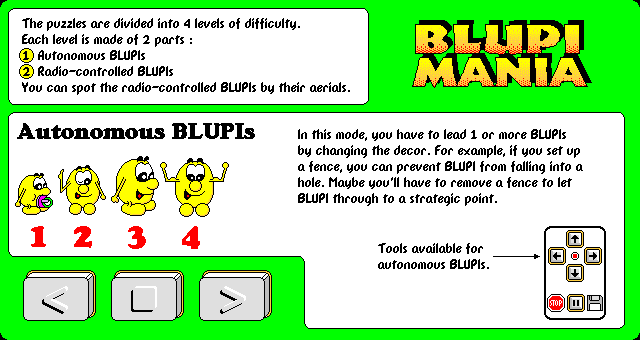 The puzzles are divided into 4 levels of difficulty.
Each level is made of 2 parts :
1 Autonomous BLUPIs
2 Radio-controlled BLUPIs
You can spot the radio-controlled BLUPIs by their aerials.
BLUPI
MANIA
Autonomous BLUPIs
1 2 3 4
In this mode, you have to lead 1 or more BLUPIs
by changing the decor. For example, if you set up
a fence, you can prevent BLUPI from falling into a
hole. Maybe you'll have to remove a fence to let
BLUPI through to a strategic point.
Tools available for
autonomous BLUPIs.
STOP